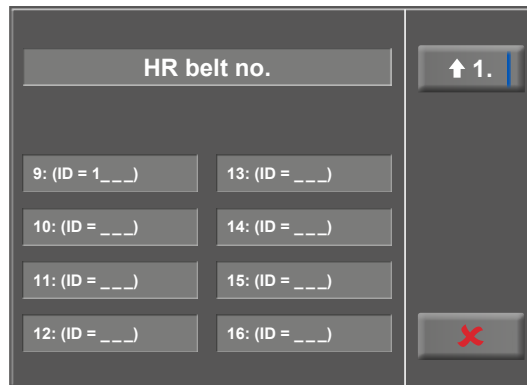 HR belt no.
1.
9: (ID = 1_ _ _)
13: (ID = _ _ _)
10: (ID = _ _ _)
14: (ID = _ _ _)
11: (ID = _ _ _)
15: (ID = _ _ _)
12: (ID = _ _ _)
16: (ID = _ _ _)